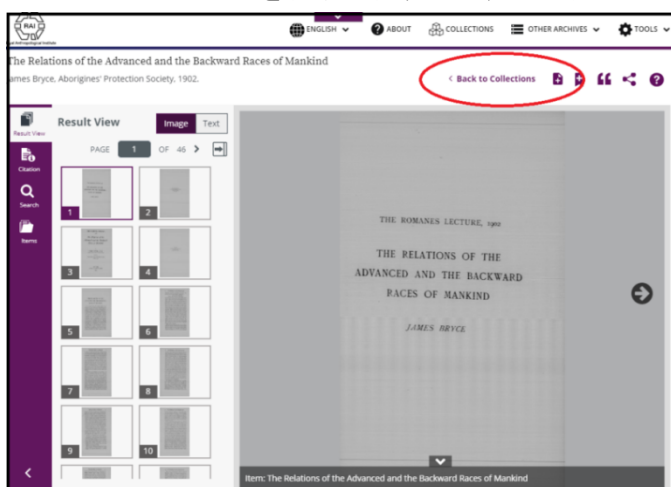 RAI
ENGLISH ABOUT COLLECTIONS OTHER ARCHIVES TOOLS
The Relations of the Advanced and the Backward Races of Mankind
James Bryce, Aborigines' Protection Society, 1902.
< Back to Collections
Result View
Result View
Image Text
PAGE 1 OF 46 >
Citation
Search
Items
1 2
3 4
5 6
7 8
9 10
THE ROMANES LECTURE, 1902
THE RELATIONS OF THE
ADVANCED AND THE BACKWARD
RACES OF MANKIND
JAMES BRYCE
Item: The Relations of the Advanced and the Backward Races of Mankind